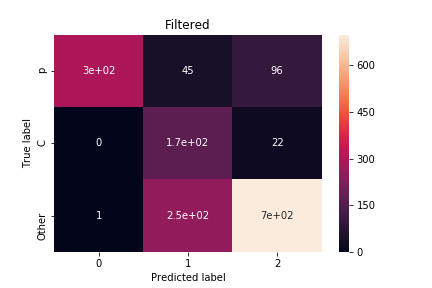 Filtered
p 3e+02 45 96
C 0 1.7e+02 22
Other 1 2.5e+02 7e+02
0 1 2
True label
Predicted label
600
450
300
150
0